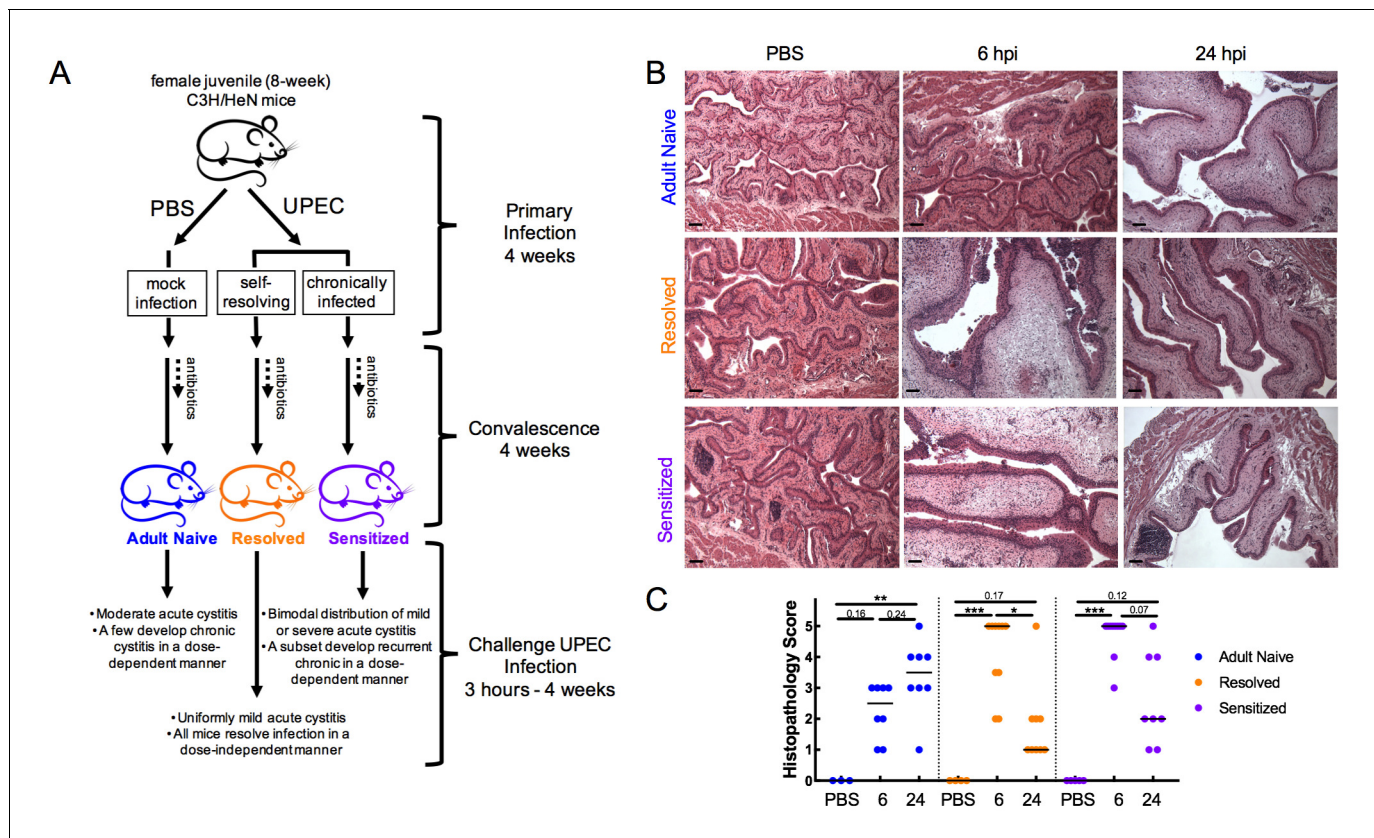 A
female juvenile (8-week)
C3H/HeN mice
PBS
UPEC
mock
infection
self-
resolving
chronically
infected
Primary
Infection
4 weeks
antibiotics
antibiotics
antibiotics
Convalescence
4 weeks
Adult Naive
Resolved
Sensitized
• Moderate acute cystitis
• A few develop chronic
cystitis in a dose-
dependent manner
• Bimodal distribution of mild
or severe acute cystitis
• A subset develop recurrent
chronic in a dose-
dependent manner
• Uniformly mild acute cystitis
• All mice resolve infection in a
dose-independent manner
Challenge UPEC
Infection
3 hours - 4 weeks
B
PBS
6 hpi
24 hpi
Adult Naive
Resolved
Sensitized
C
Histopathology Score
5
4
3
2
1
0
**
0.16
0.24
0.17
***
*
0.12
***
0.07
PBS
6
24
PBS
6
24
PBS
6
24
Adult Naive
Resolved
Sensitized